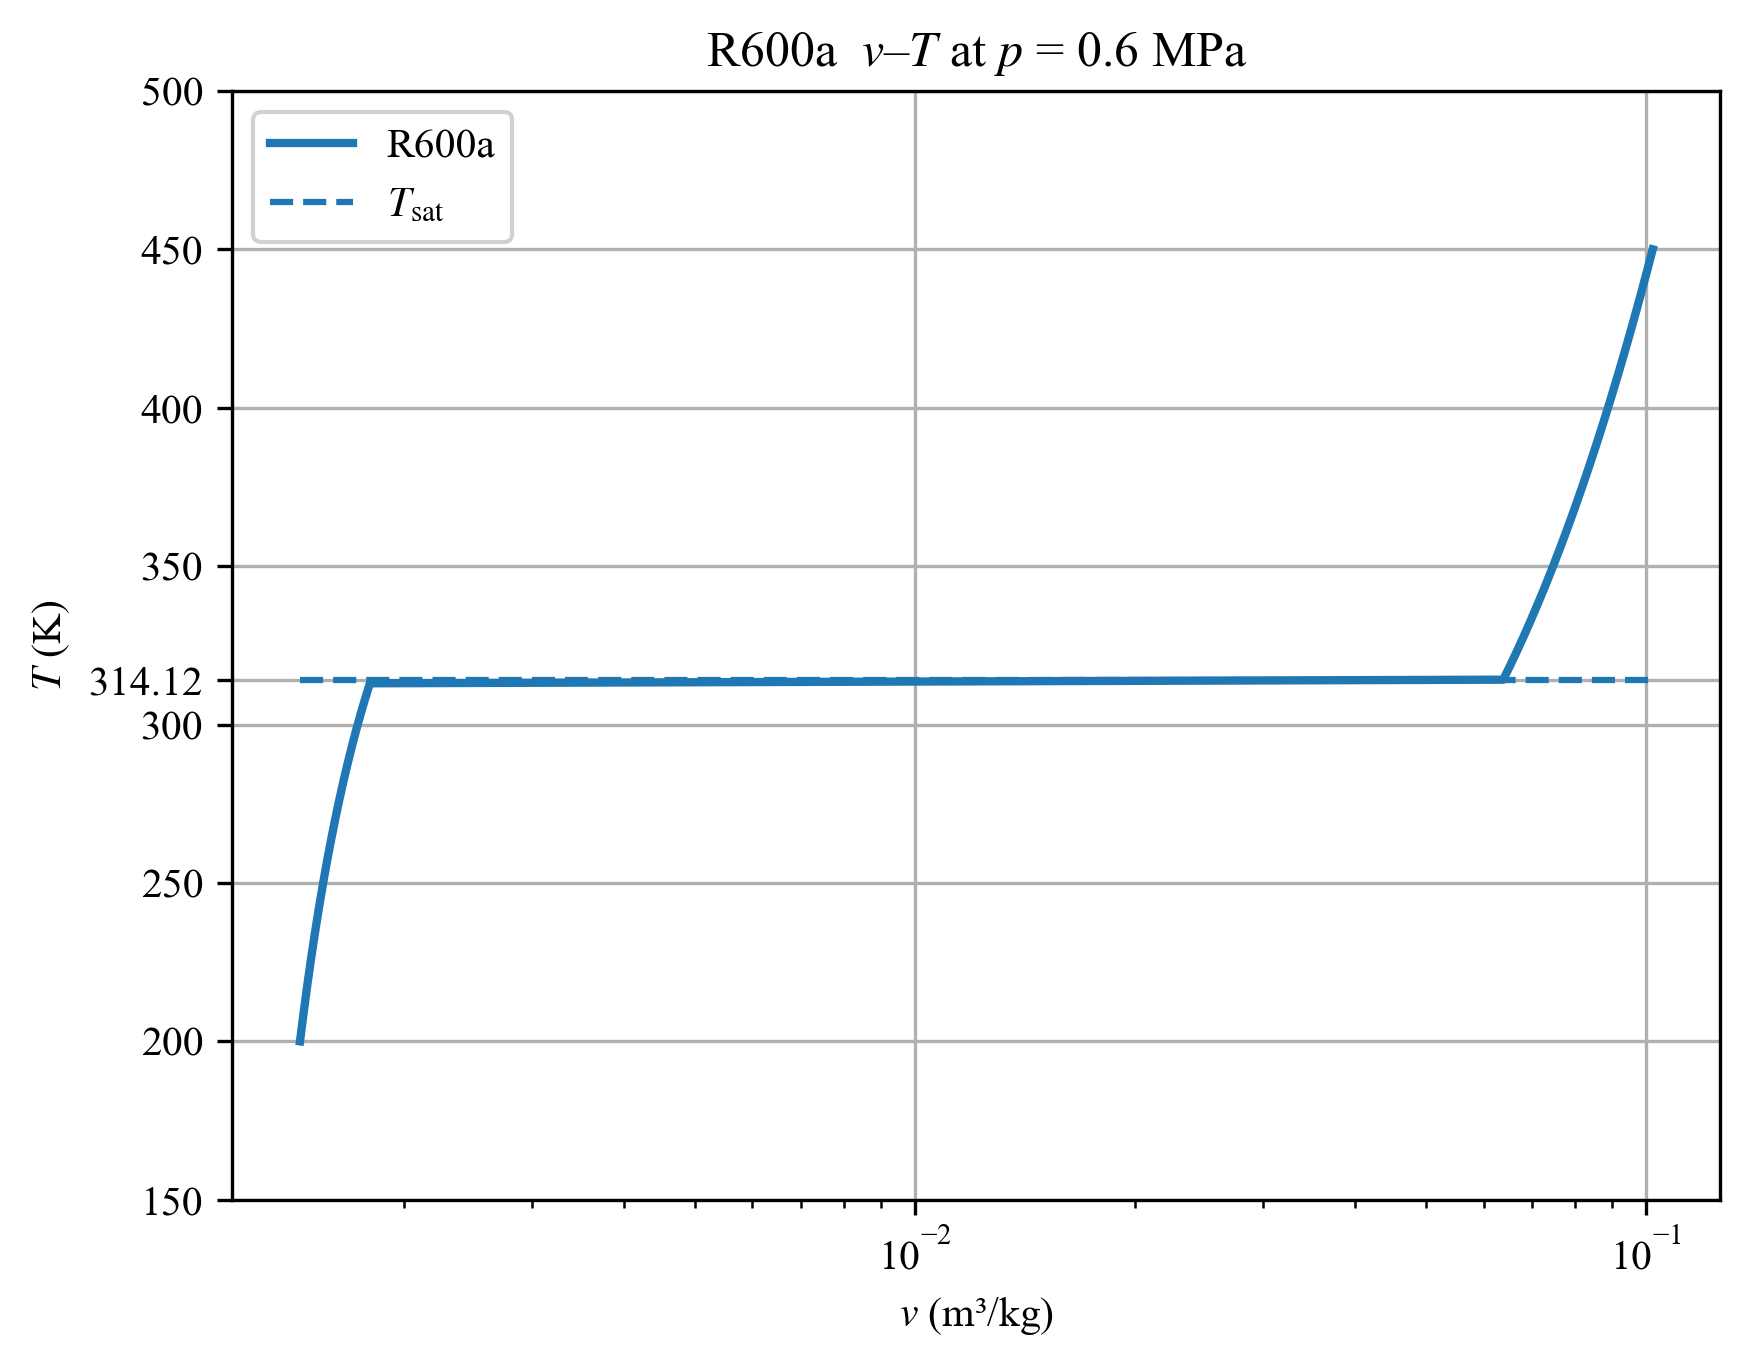 R600a v–T at p = 0.6 MPa
500
450
400
350
314.12
300
250
200
150
T (K)
R600a
T_sat
10⁻²
10⁻¹
v (m³/kg)